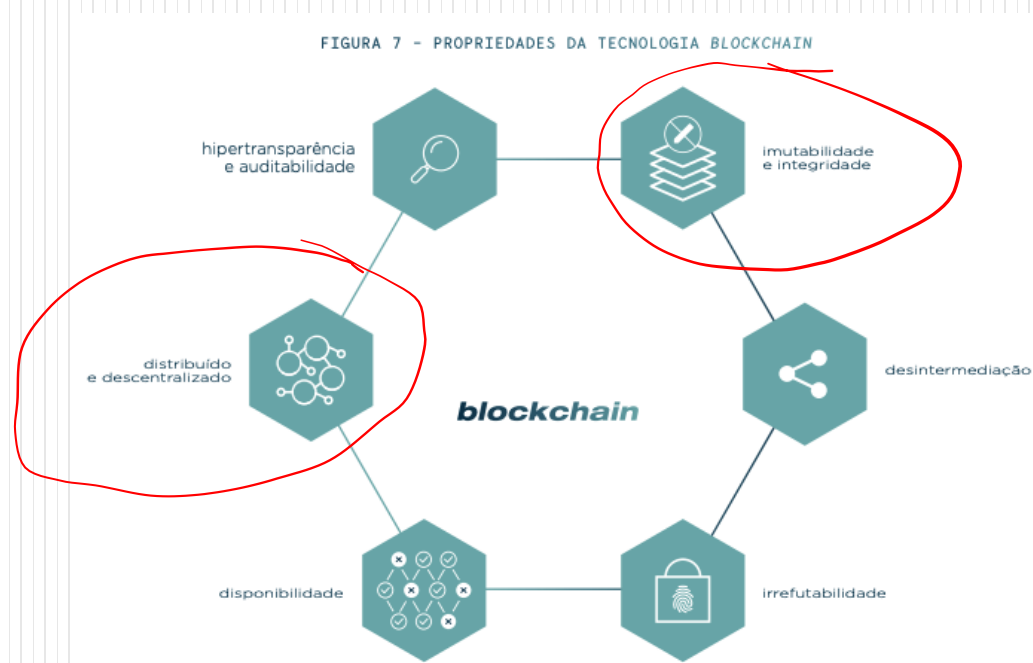 FIGURA 7 – PROPRIEDADES DA TECNOLOGIA BLOCKCHAIN
hipertransparência
e auditabilidade
imutabilidade
e integridade
distribuído
e descentralizado
desintermediação
blockchain
disponibilidade
irrefutabilidade